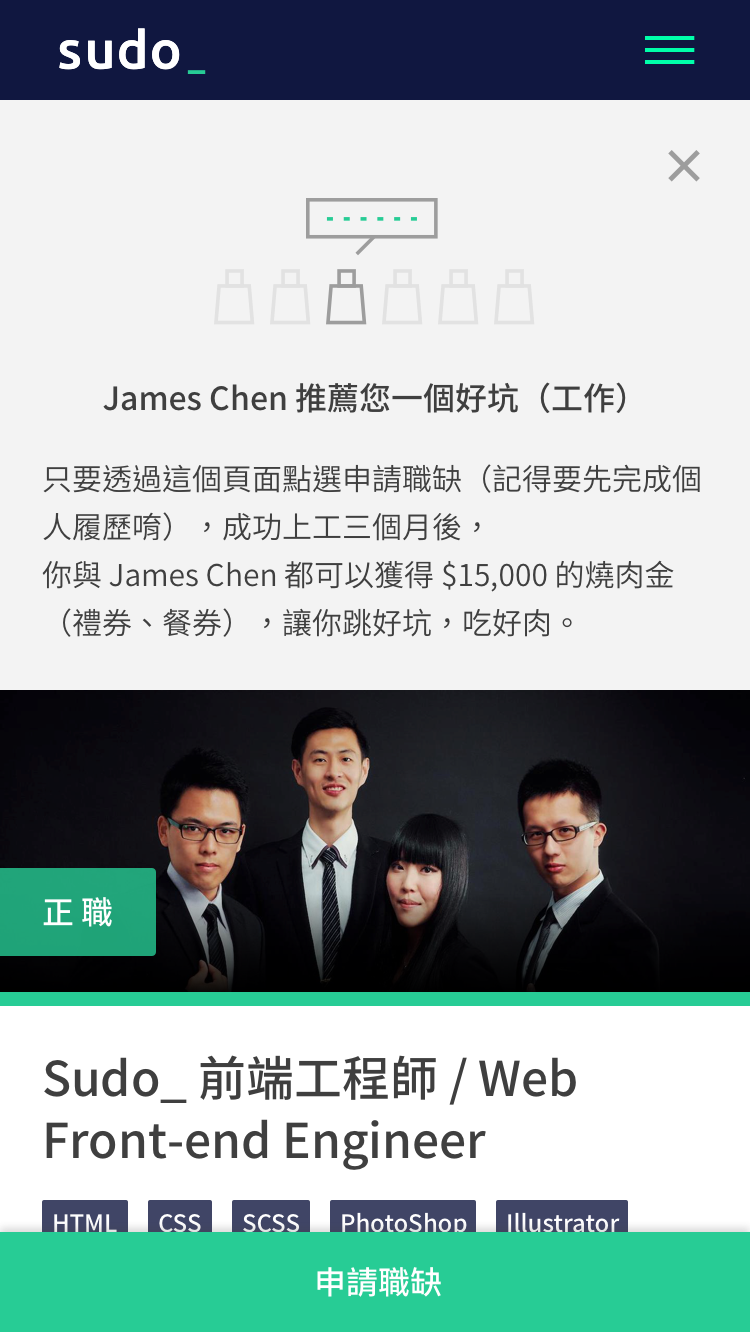 sudo_
James Chen 推薦您一個好坑（工作）
只要透過這個頁面點選申請職缺（記得要先完成個
人履歷唷），成功上工三個月後，
你與 James Chen 都可以獲得 $15,000 的燒肉金
（禮券、餐券），讓你跳好坑，吃好肉。
正職
Sudo_ 前端工程師 / Web
Front-end Engineer
HTML CSS SCSS PhotoShop Illustrator
申請職缺